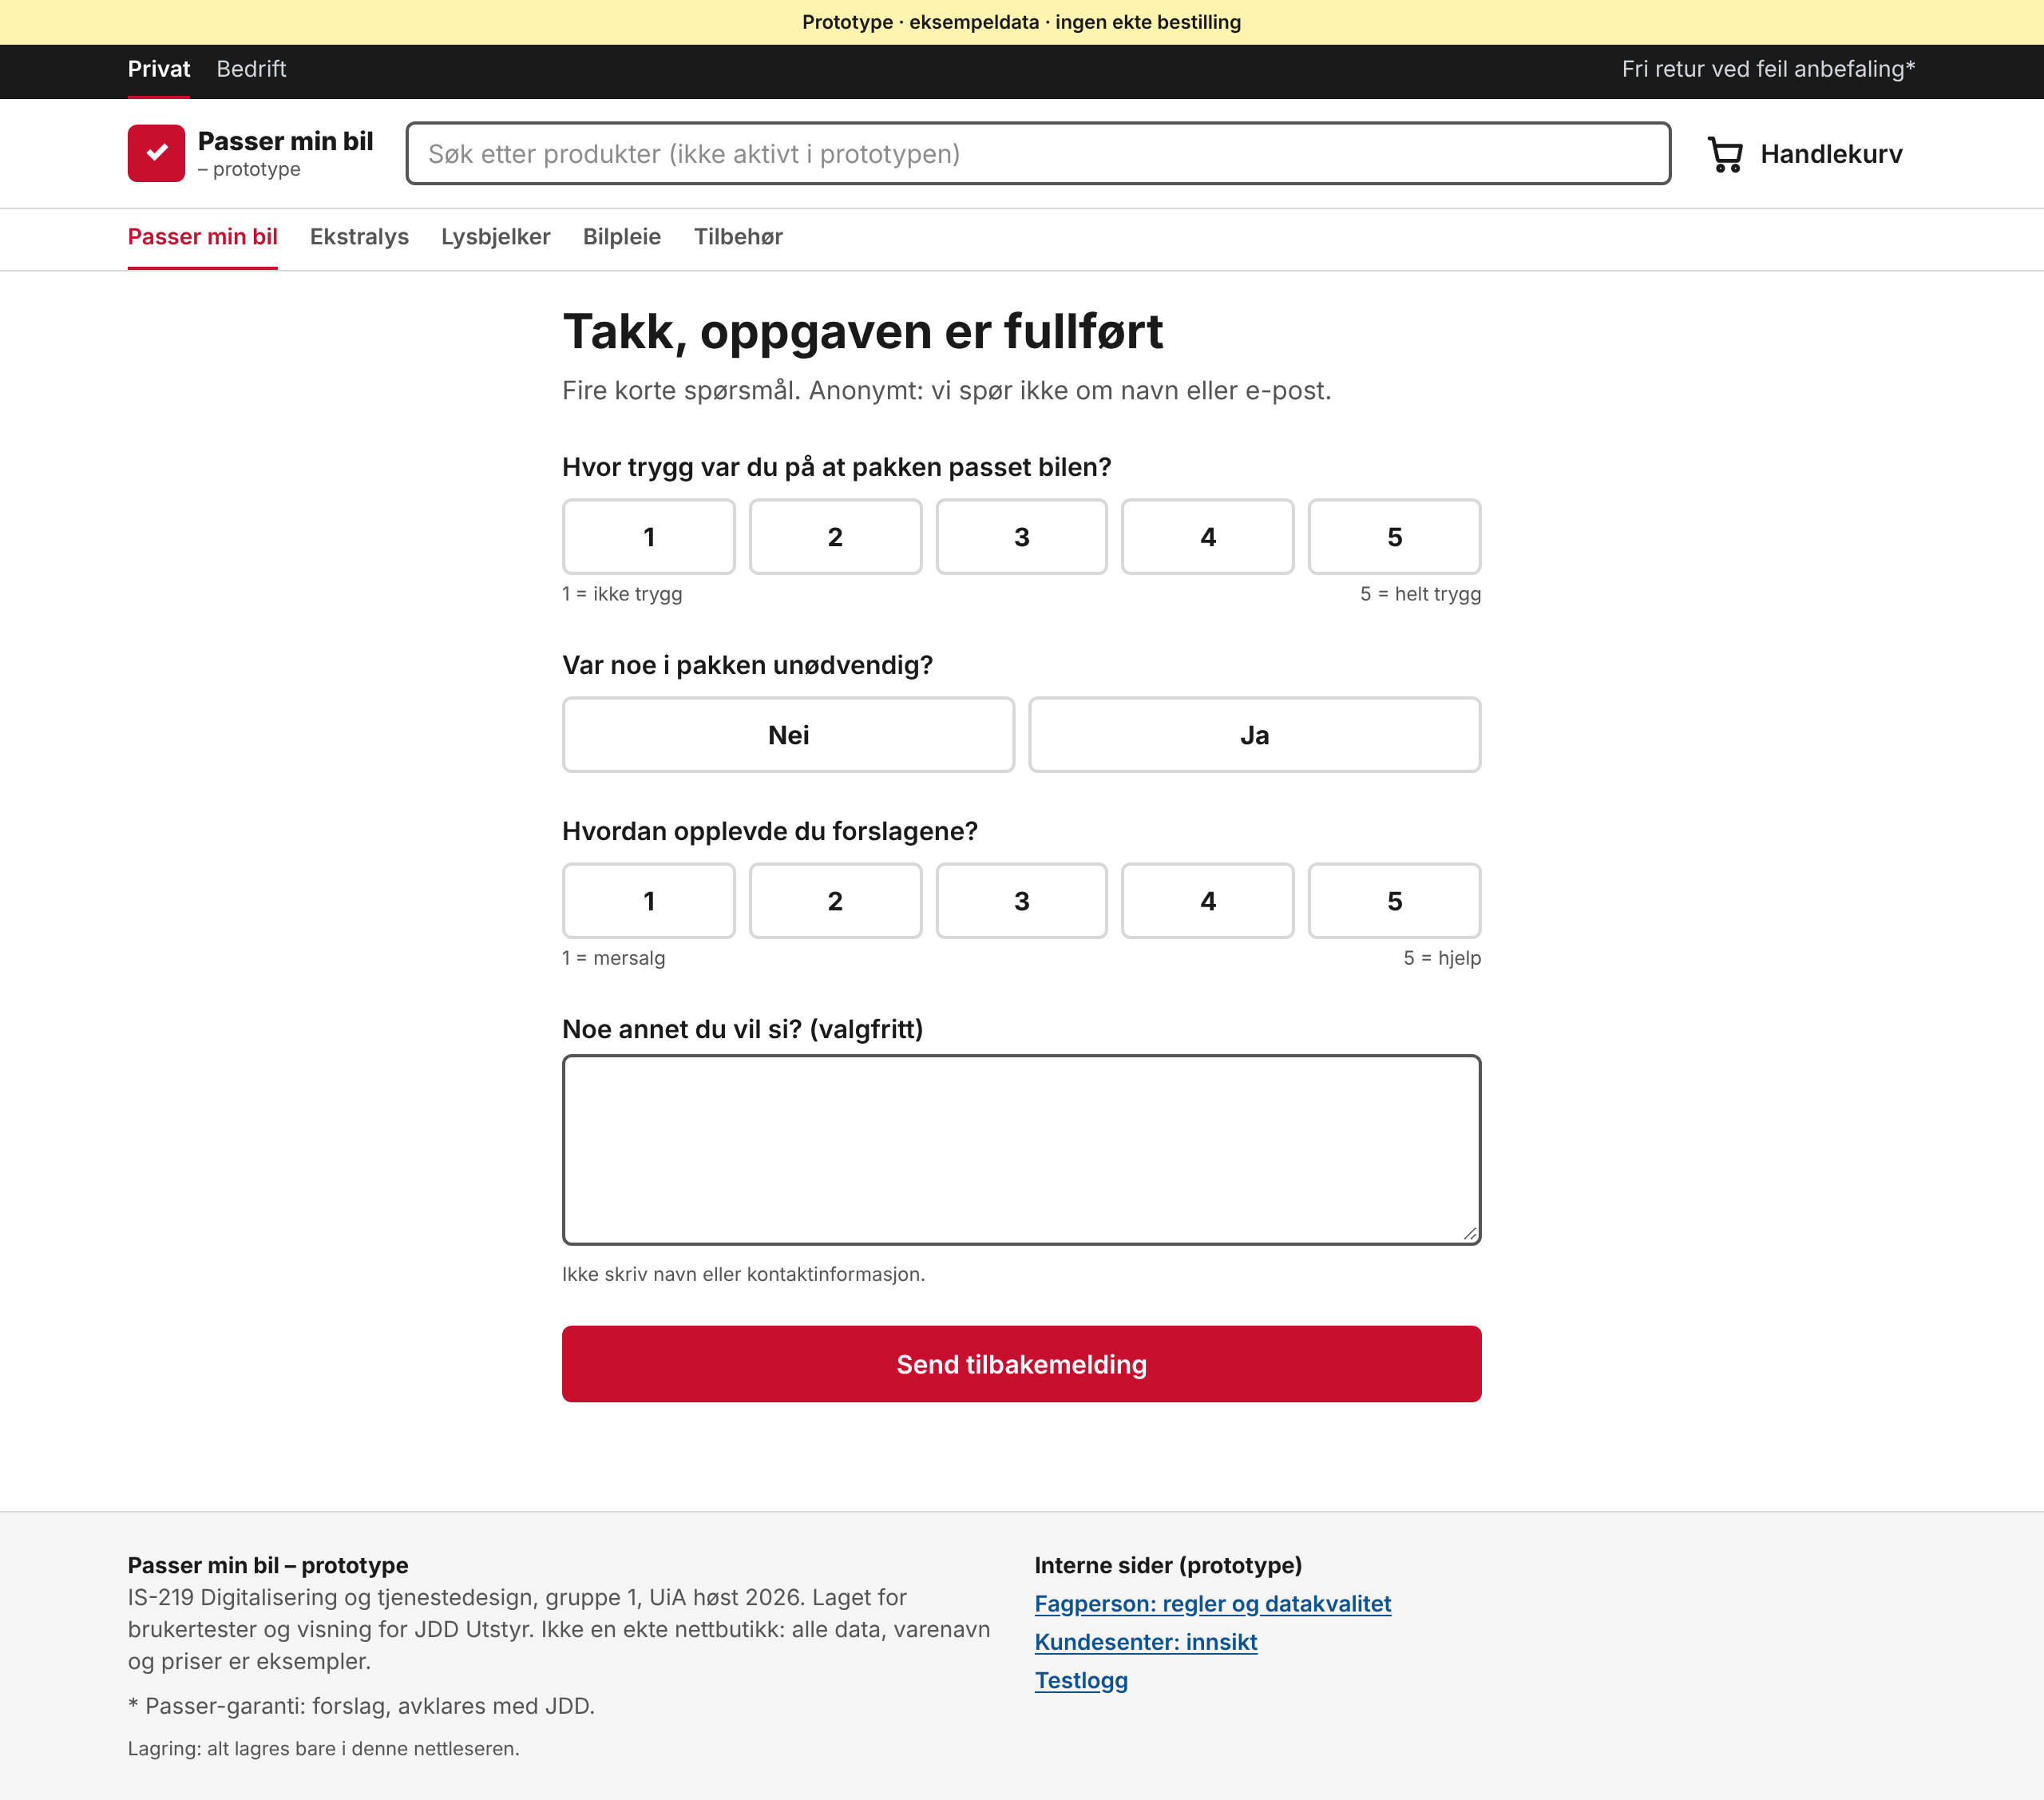 Prototype · eksempeldata · ingen ekte bestilling
Privat
Bedrift
Fri retur ved feil anbefaling*
Passer min bil
– prototype
Søk etter produkter (ikke aktivt i prototypen)
Handlekurv
Passer min bil
Ekstralys
Lysbjelker
Bilpleie
Tilbehør
Takk, oppgaven er fullført
Fire korte spørsmål. Anonymt: vi spør ikke om navn eller e-post.
Hvor trygg var du på at pakken passet bilen?
1
2
3
4
5
1 = ikke trygg
5 = helt trygg
Var noe i pakken unødvendig?
Nei
Ja
Hvordan opplevde du forslagene?
1
2
3
4
5
1 = mersalg
5 = hjelp
Noe annet du vil si? (valgfritt)
Ikke skriv navn eller kontaktinformasjon.
Send tilbakemelding
Passer min bil – prototype
IS-219 Digitalisering og tjenestedesign, gruppe 1, UiA høst 2026. Laget for
brukertester og visning for JDD Utstyr. Ikke en ekte nettbutikk: alle data, varenavn
og priser er eksempler.
* Passer-garanti: forslag, avklares med JDD.
Lagring: alt lagres bare i denne nettleseren.
Interne sider (prototype)
Fagperson: regler og datakvalitet
Kundesenter: innsikt
Testlogg